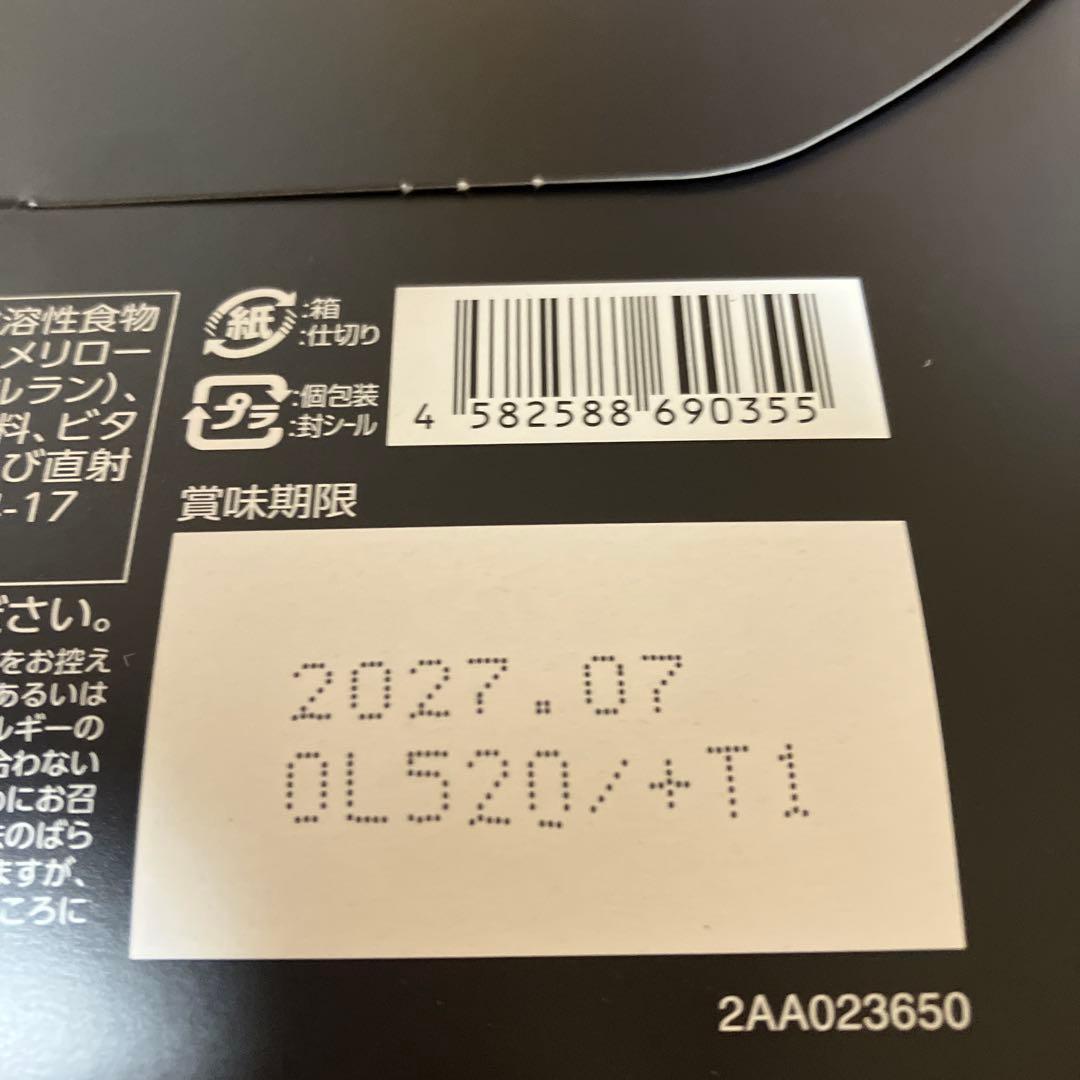 溶性食物
メリロー
ルラン)、
料、ビタ
び直射
-17
ださい。
をお控え
あるいは
ルギーの
合わない
めにお召
味のばら
ますが、
ころに
紙
:箱
:仕切り
プラ
:個包装
:封シール
4 582588 690355
賞味期限
2027.07
0L520/+T1
2AA023650